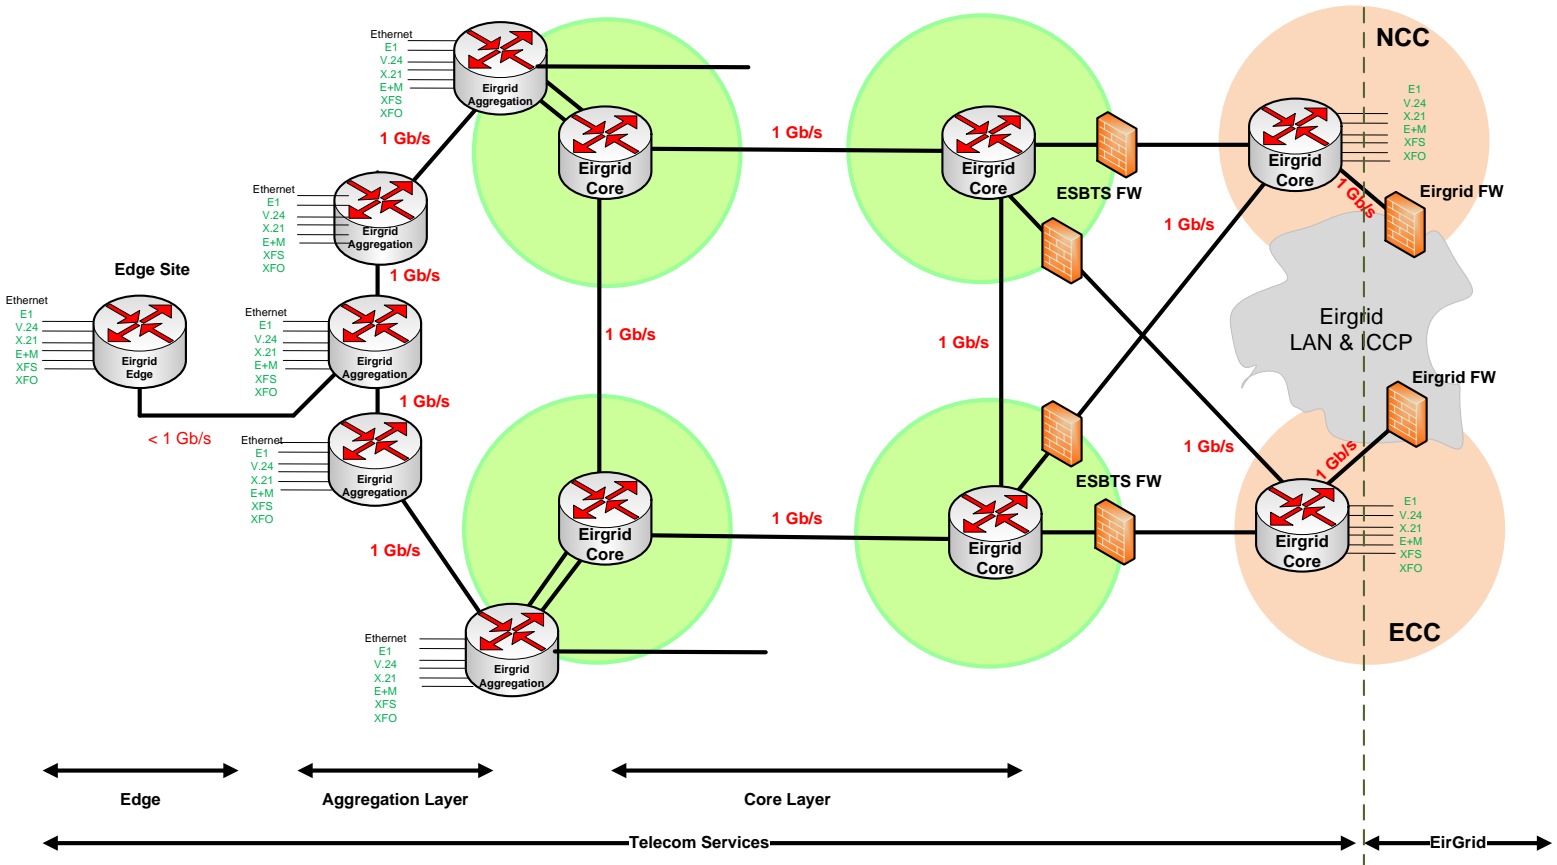 Ethernet
E1
V.24
X.21
E+M
XFS
XFO
Eirgrid
Aggregation
1 Gb/s
Eirgrid
Core
1 Gb/s
Eirgrid
Core
ESBTS FW
NCC
Eirgrid
Core
E1
V.24
X.21
E+M
XFS
XFO
1 Gb/s
Eirgrid FW
1 Gb/s
Ethernet
E1
V.24
X.21
E+M
XFS
XFO
Eirgrid
Aggregation
1 Gb/s
Edge Site
Ethernet
E1
V.24
X.21
E+M
XFS
XFO
Eirgrid
Edge
< 1 Gb/s
Ethernet
E1
V.24
X.21
E+M
XFS
XFO
Eirgrid
Aggregation
1 Gb/s
1 Gb/s
1 Gb/s
Eirgrid
LAN & ICCP
Eirgrid FW
Ethernet
E1
V.24
X.21
E+M
XFS
XFO
Eirgrid
Aggregation
1 Gb/s
Eirgrid
Core
1 Gb/s
Eirgrid
Core
ESBTS FW
1 Gb/s
1 Gb/s
Eirgrid
Core
E1
V.24
X.21
E+M
XFS
XFO
ECC
Ethernet
E1
V.24
X.21
E+M
XFS
XFO
Eirgrid
Aggregation
Edge
Aggregation Layer
Core Layer
Telecom Services
EirGrid